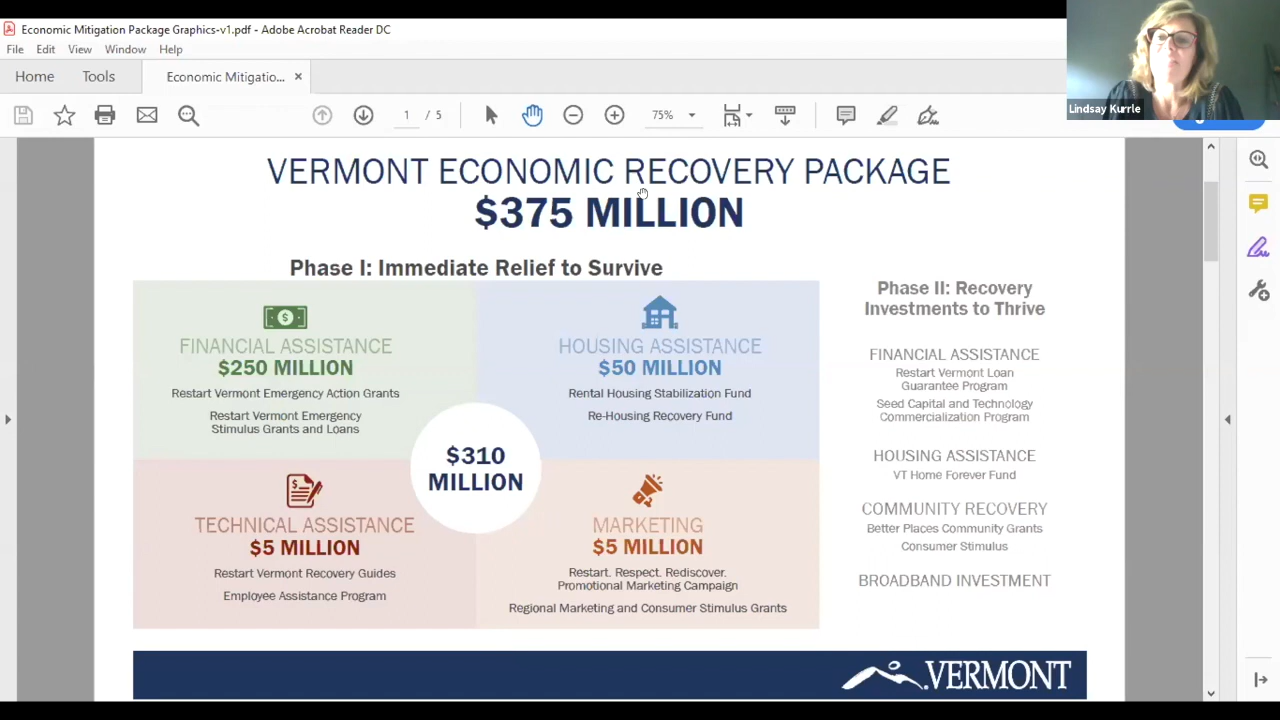 Economic Mitigation Package Graphics-v1.pdf - Adobe Acrobat Reader DC
File Edit View Window Help
Home Tools Economic Mitigatio... ×
1 / 5 75%
Lindsay Kurrle
VERMONT ECONOMIC RECOVERY PACKAGE
$375 MILLION
Phase I: Immediate Relief to Survive
FINANCIAL ASSISTANCE
$250 MILLION
Restart Vermont Emergency Action Grants
Restart Vermont Emergency
Stimulus Grants and Loans
HOUSING ASSISTANCE
$50 MILLION
Rental Housing Stabilization Fund
Re-Housing Recovery Fund
$310
MILLION
TECHNICAL ASSISTANCE
$5 MILLION
Restart Vermont Recovery Guides
Employee Assistance Program
MARKETING
$5 MILLION
Restart. Respect. Rediscover.
Promotional Marketing Campaign
Regional Marketing and Consumer Stimulus Grants
Phase II: Recovery
Investments to Thrive
FINANCIAL ASSISTANCE
Restart Vermont Loan
Guarantee Program
Seed Capital and Technology
Commercialization Program
HOUSING ASSISTANCE
VT Home Forever Fund
COMMUNITY RECOVERY
Better Places Community Grants
Consumer Stimulus
BROADBAND INVESTMENT
VERMONT